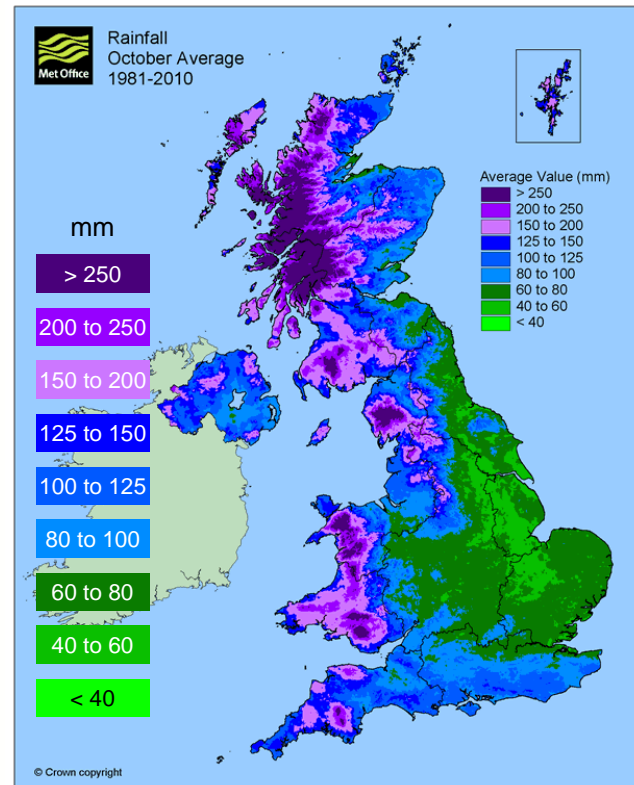 Met Office
Rainfall
October Average
1981-2010
Average Value (mm)
> 250
200 to 250
150 to 200
125 to 150
100 to 125
80 to 100
60 to 80
40 to 60
< 40
mm
> 250
200 to 250
150 to 200
125 to 150
100 to 125
80 to 100
60 to 80
40 to 60
< 40
© Crown copyright